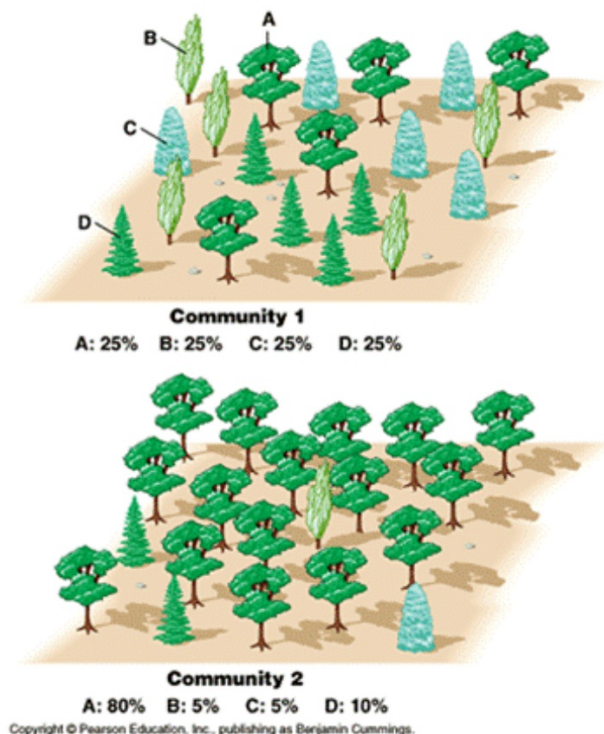 A
B
C
D
Community 1
A: 25% B: 25% C: 25% D: 25%
Community 2
A: 80% B: 5% C: 5% D: 10%
Copyright © Pearson Education, Inc., publishing as Benjamin Cummings.